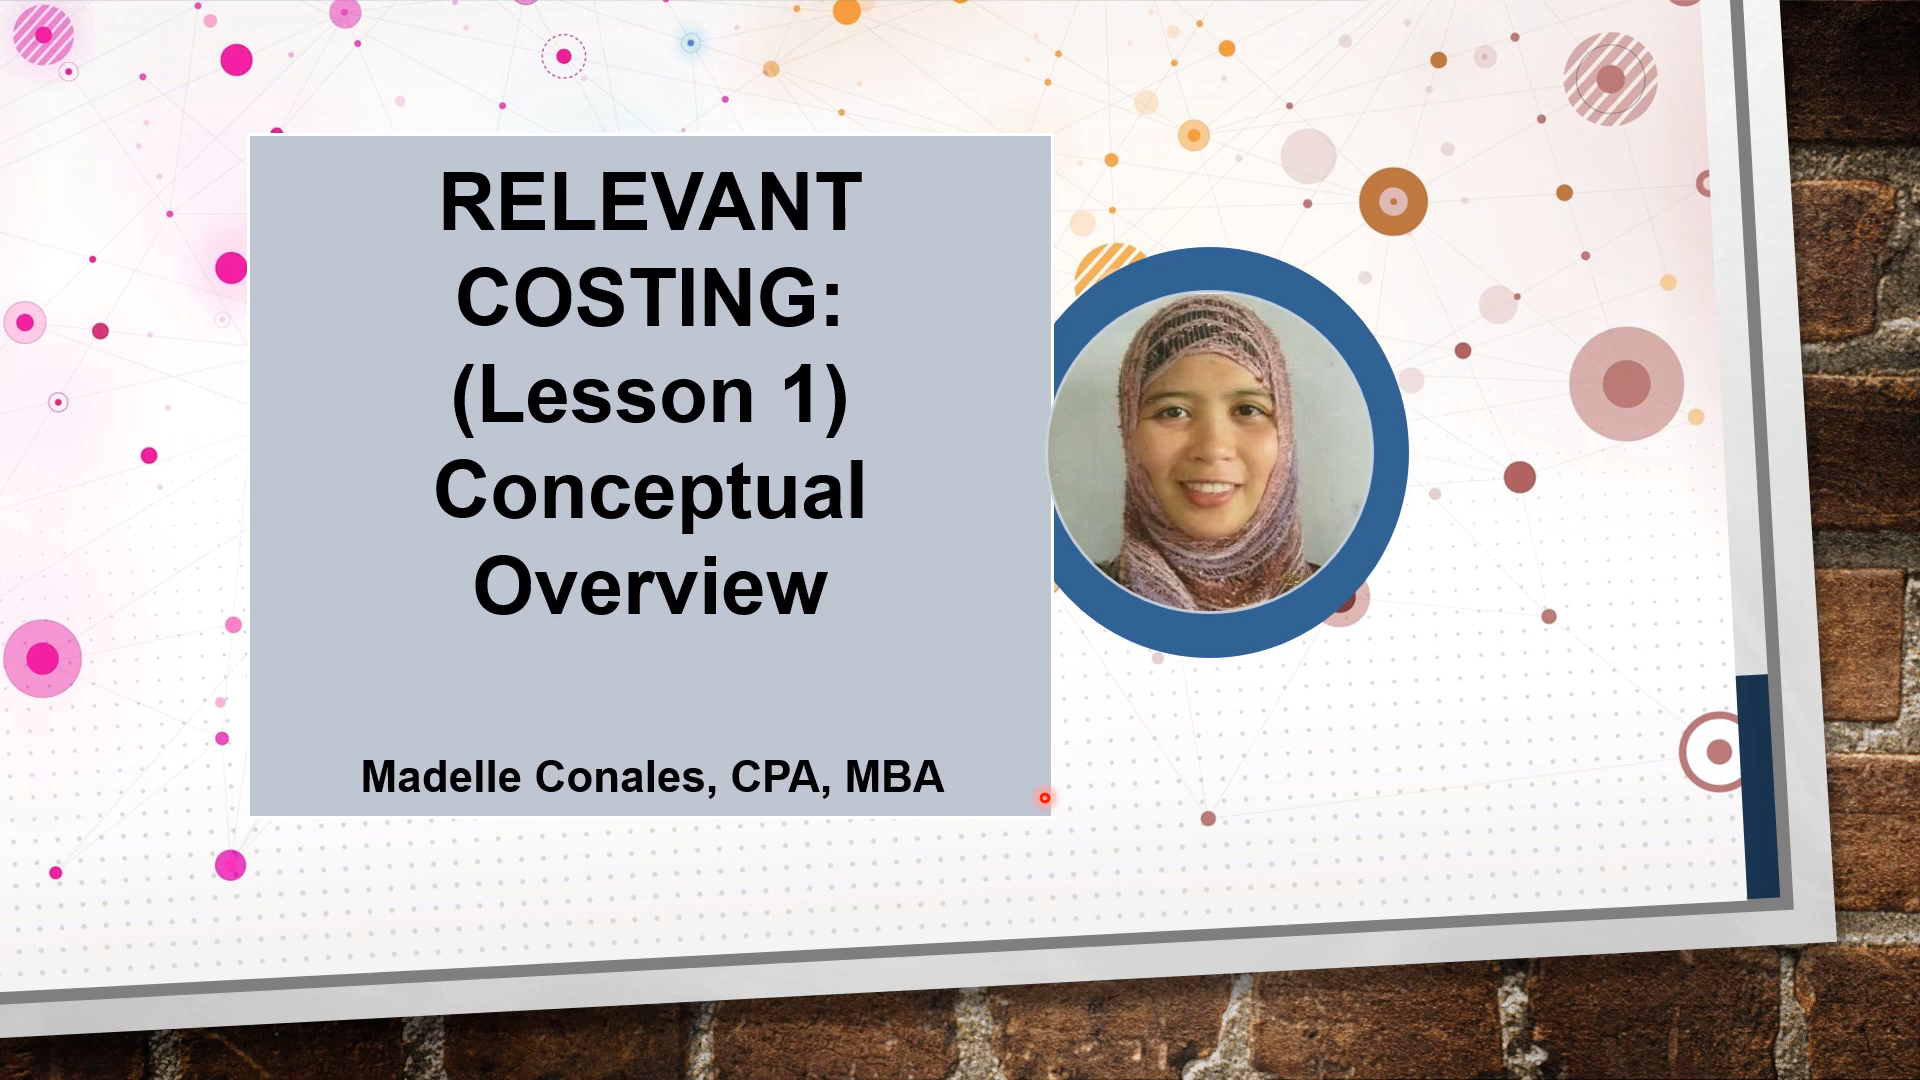 RELEVANT
COSTING:
(Lesson 1)
Conceptual
Overview
Madelle Conales, CPA, MBA